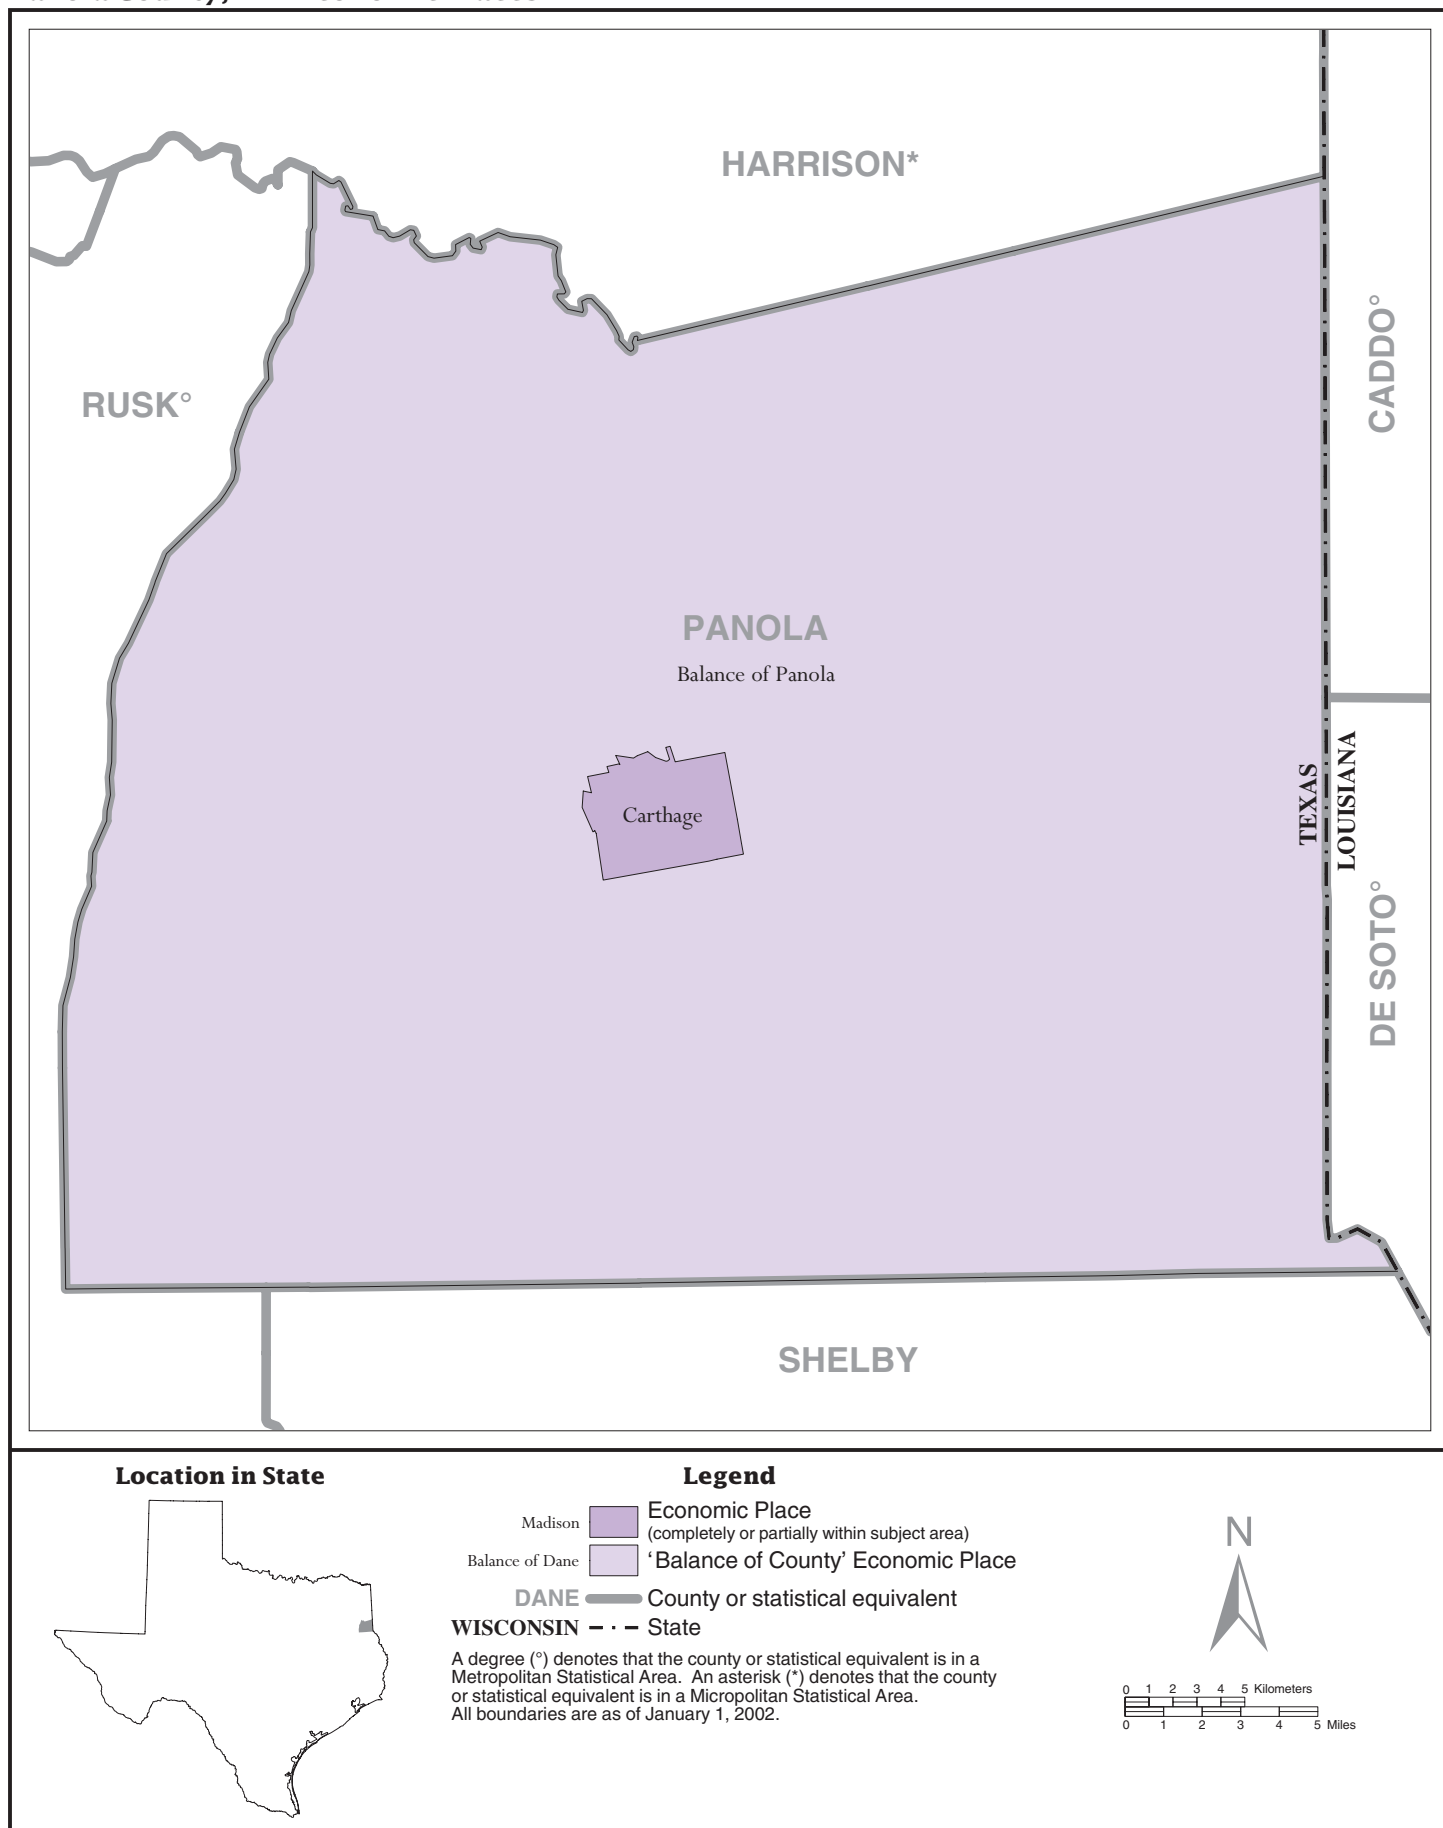 HARRISON*
RUSK°
CADDO°
PANOLA
Balance of Panola
Carthage
TEXAS
LOUISIANA
DE SOTO°
SHELBY
Location in State
Legend
Madison
Economic Place
(completely or partially within subject area)
Balance of Dane
‘Balance of County’ Economic Place
DANE
County or statistical equivalent
WISCONSIN
State
A degree (°) denotes that the county or statistical equivalent is in a
Metropolitan Statistical Area. An asterisk (*) denotes that the county
or statistical equivalent is in a Micropolitan Statistical Area.
All boundaries are as of January 1, 2002.
N
0 1 2 3 4 5 Kilometers
0 1 2 3 4 5 Miles